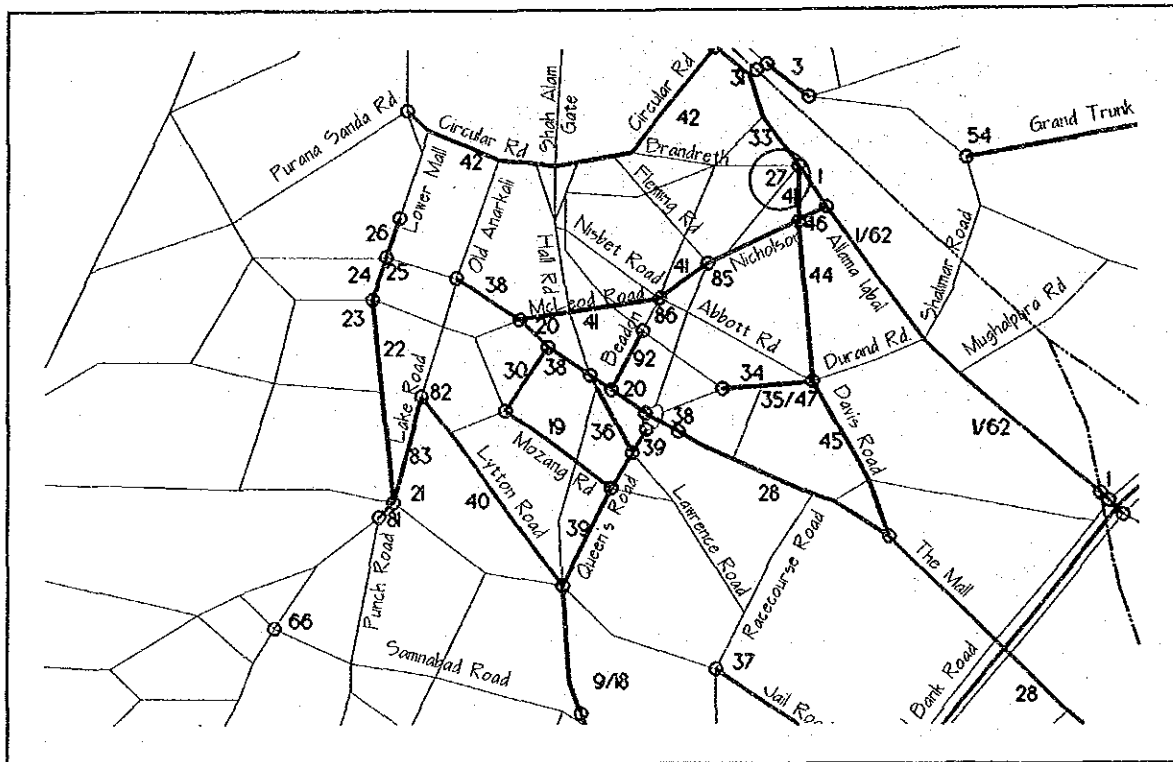 31
3
Purana Sanda Rd
Circular Rd
42
Shah Alam
Gate
Circular Rd
42
33
Brandreth
54
Grand Trunk
26
Lower Mall
Old Anarkali
Fleming Rd
27
1
41
46
Nicholson
Allama Iqbal
1/62
Shalimar Road
24
25
38
Hall Rd
Nisbet Road
41
85
44
23
McLeod Road
20
41
86
Abbott Rd
Mughalpura Rd
22
Lake Road
82
30
38
Beadon
92
20
34
35/47
Durand Rd.
Davis Road
1/62
19
Mozang Rd
36
38
39
83
Lytton Road
40
21
81
39
Queen's Road
28
45
1
Lawrence Road
Racecourse Road
The Mall
Punch Road
66
Samnabad Road
9/18
37
Jail Roa
Bank Road
28